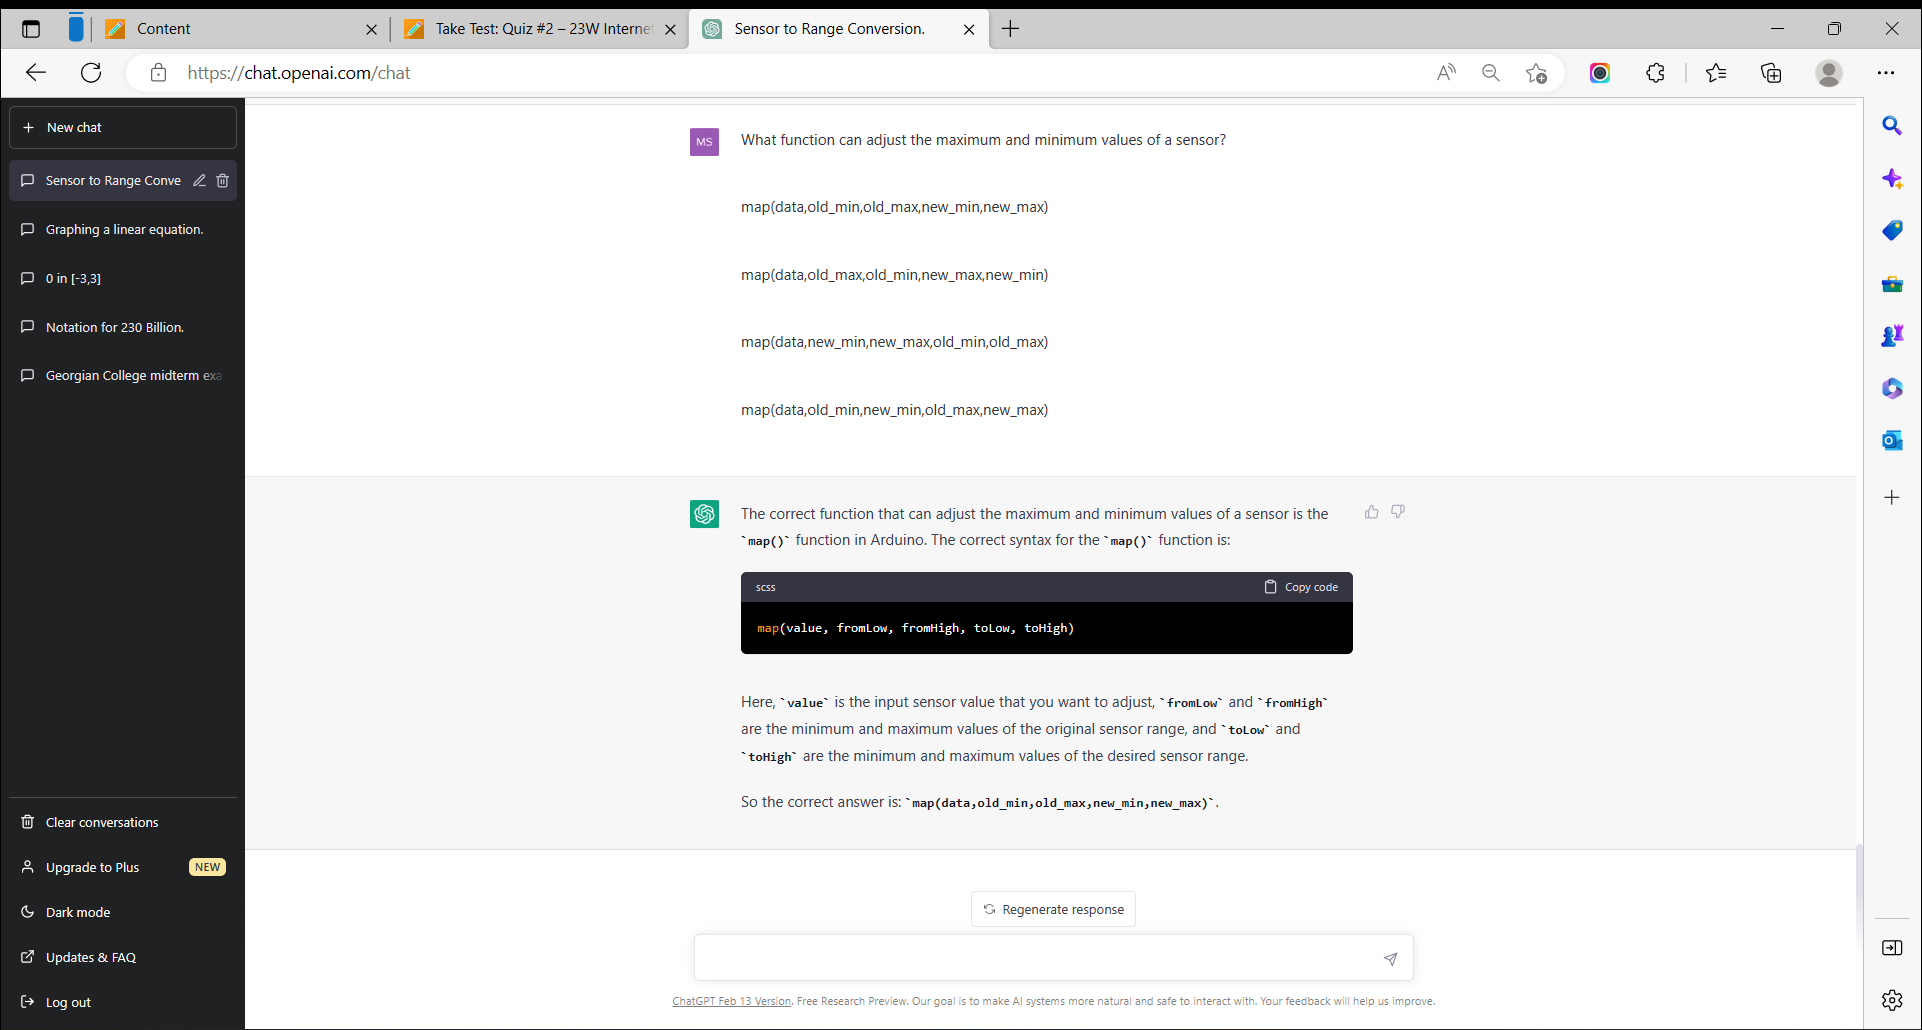 Content
Take Test: Quiz #2 – 23W Interne
Sensor to Range Conversion.
https://chat.openai.com/chat
New chat
Sensor to Range Conve
Graphing a linear equation.
0 in [-3,3]
Notation for 230 Billion.
Georgian College midterm exa
Clear conversations
Upgrade to Plus NEW
Dark mode
Updates & FAQ
Log out
MS
What function can adjust the maximum and minimum values of a sensor?
map(data,old_min,old_max,new_min,new_max)
map(data,old_max,old_min,new_max,new_min)
map(data,new_min,new_max,old_min,old_max)
map(data,old_min,new_min,old_max,new_max)
The correct function that can adjust the maximum and minimum values of a sensor is the
`map()` function in Arduino. The correct syntax for the `map()` function is:
scss Copy code
map(value, fromLow, fromHigh, toLow, toHigh)
Here, `value` is the input sensor value that you want to adjust, `fromLow` and `fromHigh`
are the minimum and maximum values of the original sensor range, and `toLow` and
`toHigh` are the minimum and maximum values of the desired sensor range.
So the correct answer is: `map(data,old_min,old_max,new_min,new_max)`.
Regenerate response
ChatGPT Feb 13 Version. Free Research Preview. Our goal is to make AI systems more natural and safe to interact with. Your feedback will help us improve.